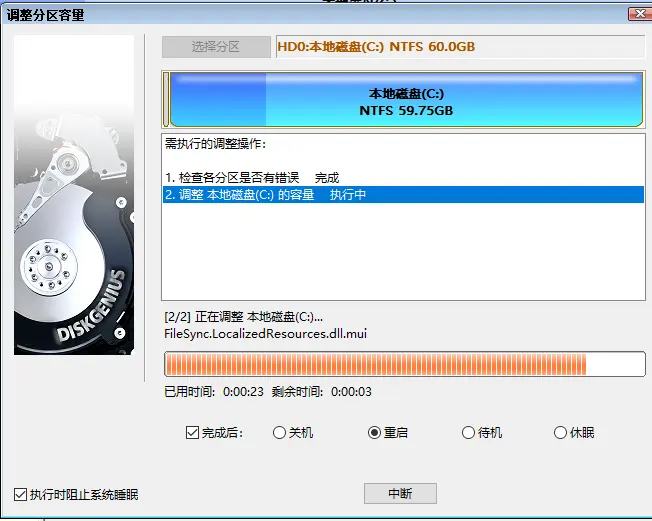 调整分区容量
选择分区
HD0:本地磁盘(C:) NTFS 60.0GB
本地磁盘(C:)
NTFS 59.75GB
需执行的调整操作：
1. 检查各分区是否有错误 完成
2. 调整 本地磁盘(C:) 的容量 执行中
DISKGENIUS
[2/2] 正在调整 本地磁盘(C:)...
FileSync.LocalizedResources.dll.mui
已用时间: 0:00:23 剩余时间: 0:00:03
完成后: 关机 重启 待机 休眠
执行时阻止系统睡眠 中断